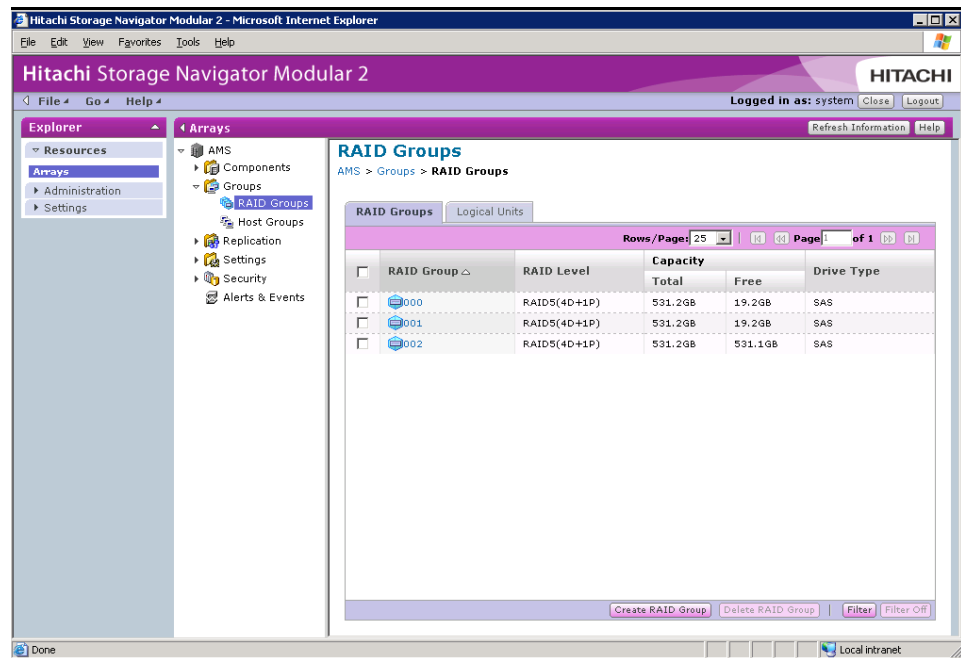 Hitachi Storage Navigator Modular 2 - Microsoft Internet Explorer
File Edit View Favorites Tools Help
Hitachi Storage Navigator Modular 2
HITACHI
File Go Help
Logged in as: system Close Logout
Explorer
Resources
Arrays
Administration
Settings
Arrays
Refresh Information Help
AMS
Components
Groups
RAID Groups
Host Groups
Replication
Settings
Security
Alerts & Events
RAID Groups
AMS > Groups > RAID Groups
RAID Groups Logical Units
Rows/Page: 25 Page 1 of 1
RAID Group RAID Level Capacity Drive Type
Total Free
000 RAID5(4D+1P) 531.2GB 19.2GB SAS
001 RAID5(4D+1P) 531.2GB 19.2GB SAS
002 RAID5(4D+1P) 531.2GB 531.1GB SAS
Create RAID Group Delete RAID Group Filter Filter Off
Done
Local intranet